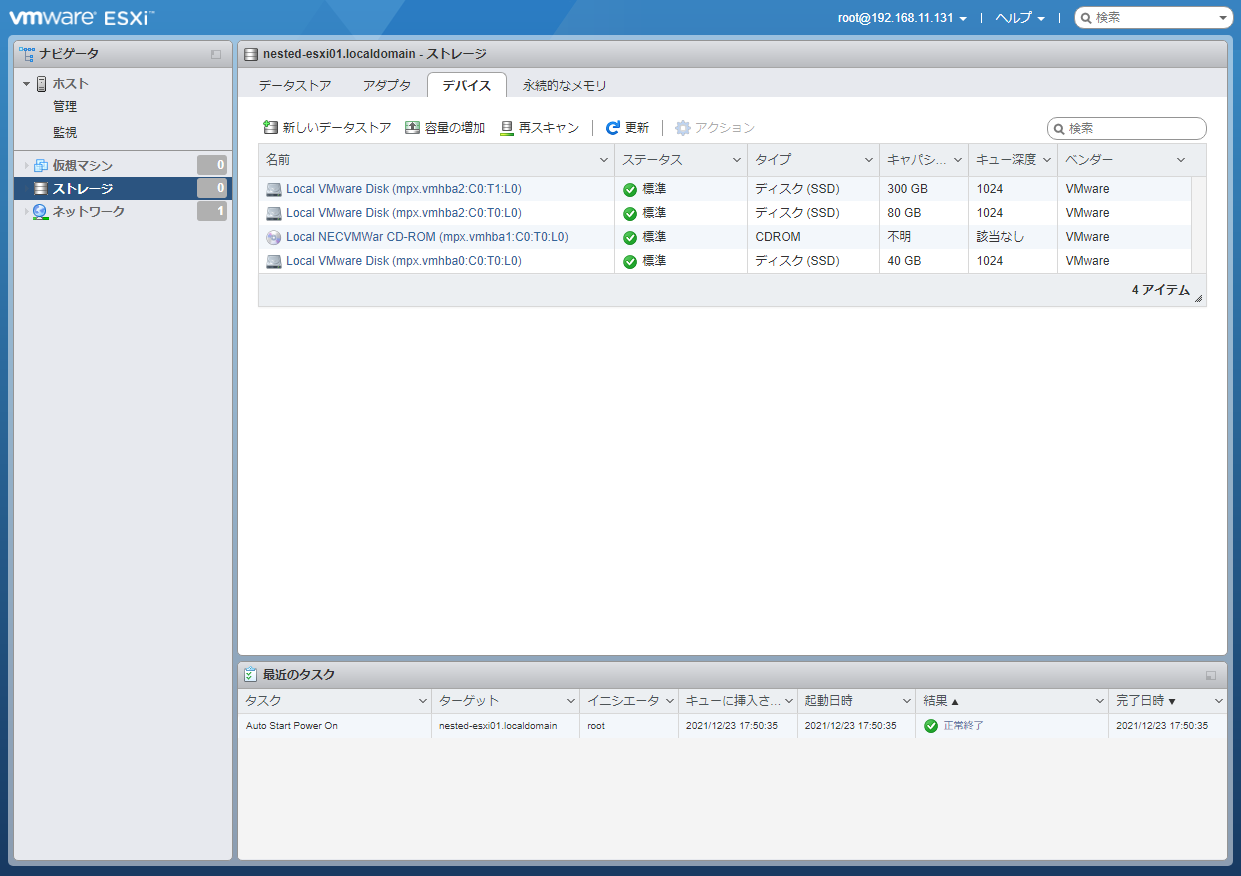 vmware ESXi™
root@192.168.11.131 | ヘルプ | 検索
ナビゲータ
ホスト
管理
監視
仮想マシン 0
ストレージ 0
ネットワーク 1
nested-esxi01.localdomain - ストレージ
データストア アダプタ デバイス 永続的なメモリ
新しいデータストア 容量の増加 再スキャン | 更新 | アクション 検索
名前 ステータス タイプ キャパシ... キュー深度 ベンダー
Local VMware Disk (mpx.vmhba2:C0:T1:L0) 標準 ディスク (SSD) 300 GB 1024 VMware
Local VMware Disk (mpx.vmhba2:C0:T0:L0) 標準 ディスク (SSD) 80 GB 1024 VMware
Local NECVMWar CD-ROM (mpx.vmhba1:C0:T0:L0) 標準 CDROM 不明 該当なし VMware
Local VMware Disk (mpx.vmhba0:C0:T0:L0) 標準 ディスク (SSD) 40 GB 1024 VMware
4 アイテム
最近のタスク
タスク ターゲット イニシエータ キューに挿入さ... 起動日時 結果 ▲ 完了日時 ▼
Auto Start Power On nested-esxi01.localdomain root 2021/12/23 17:50:35 2021/12/23 17:50:35 正常終了 2021/12/23 17:50:35